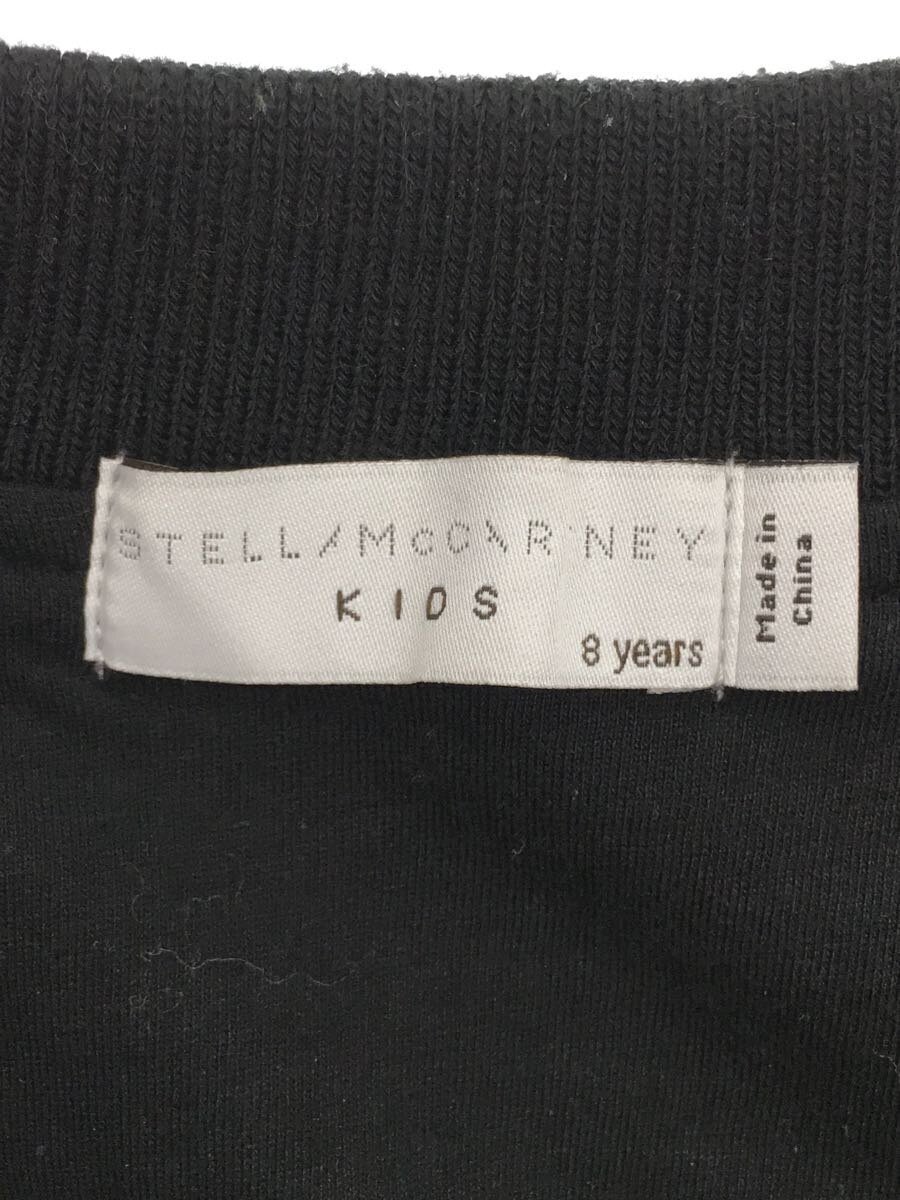 STELLA McCARTNEY
KIDS
8 years
Made in
China